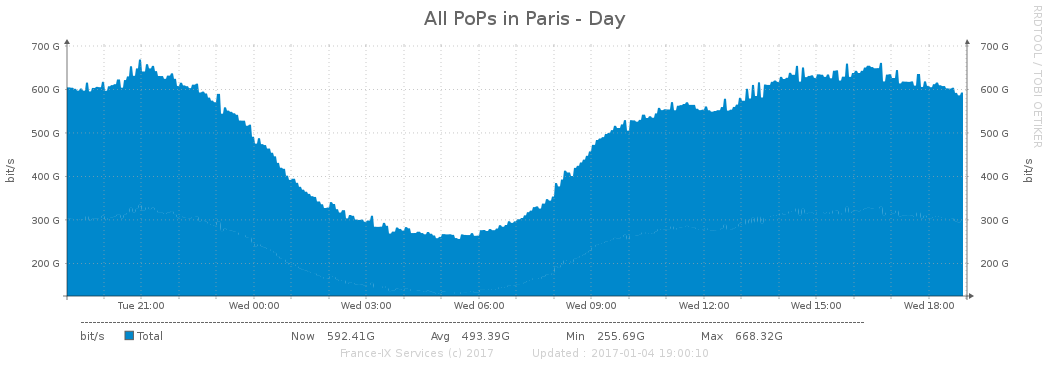 All PoPs in Paris - Day
RRDTOOL / TOBI OETIKER
700 G 700 G
600 G 600 G
500 G 500 G
400 G 400 G
300 G 300 G
200 G 200 G
bit/s bit/s
Tue 21:00 Wed 00:00 Wed 03:00 Wed 06:00 Wed 09:00 Wed 12:00 Wed 15:00 Wed 18:00
bit/s Total Now 592.41G Avg 493.39G Min 255.69G Max 668.32G
France-IX Services (c) 2017 Updated : 2017-01-04 19:00:10